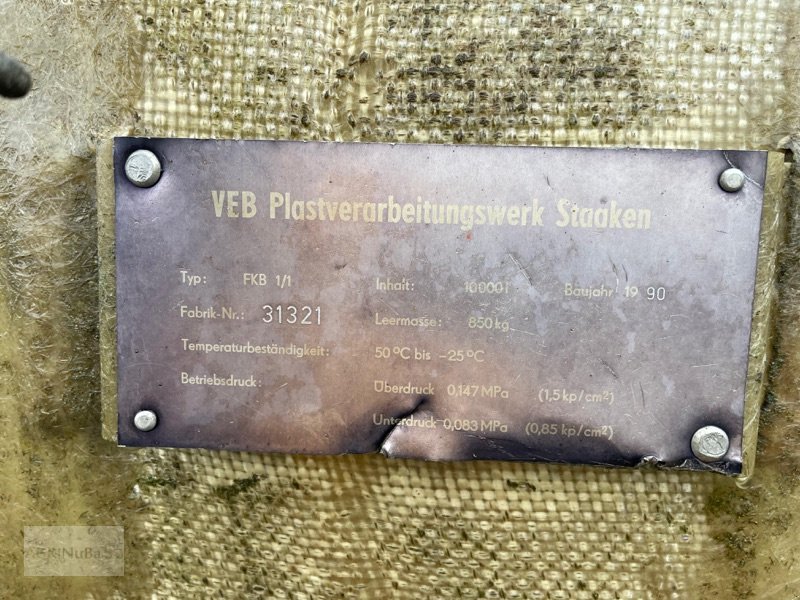 VEB Plastverarbeitungswerk Staaken
Typ: FKB 1/1 Inhalt: 10000 l Baujahr 19 90
Fabrik-Nr.: 31321 Leermasse: 850 kg
Temperaturbeständigkeit: 50 °C bis -25 °C
Betriebsdruck: Überdruck 0,147 MPa (1,5 kp/cm²)
Unterdruck 0,083 MPa (0,85 kp/cm²)